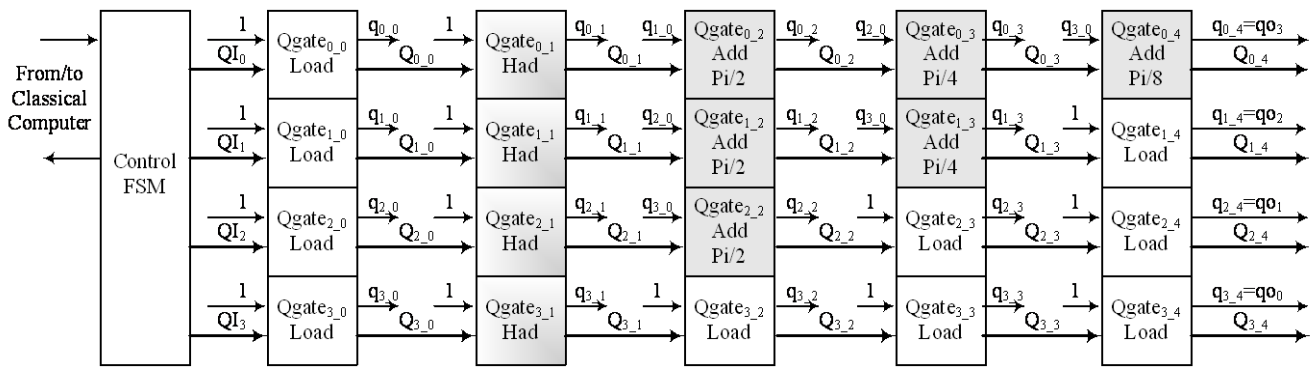 From/to
Classical
Computer
Control
FSM
1 q0_0 1 q0_1 q1_0 q0_2 q2_0 q0_3 q3_0 q0_4=qo3
QI0 Qgate0_0 Load Q0_0 Qgate0_1 Had Q0_1 Qgate0_2 Add Pi/2 Q0_2 Qgate0_3 Add Pi/4 Q0_3 Qgate0_4 Add Pi/8 Q0_4
1 q1_0 1 q1_1 q2_0 q1_2 q3_0 q1_3 1 q1_4=qo2
QI1 Qgate1_0 Load Q1_0 Qgate1_1 Had Q1_1 Qgate1_2 Add Pi/2 Q1_2 Qgate1_3 Add Pi/4 Q1_3 Qgate1_4 Load Q1_4
1 q2_0 1 q2_1 q3_0 q2_2 1 q2_3 1 q2_4=qo1
QI2 Qgate2_0 Load Q2_0 Qgate2_1 Had Q2_1 Qgate2_2 Add Pi/2 Q2_2 Qgate2_3 Load Q2_3 Qgate2_4 Load Q2_4
1 q3_0 1 q3_1 1 q3_2 1 q3_3 1 q3_4=qo0
QI3 Qgate3_0 Load Q3_0 Qgate3_1 Had Q3_1 Qgate3_2 Load Q3_2 Qgate3_3 Load Q3_3 Qgate3_4 Load Q3_4